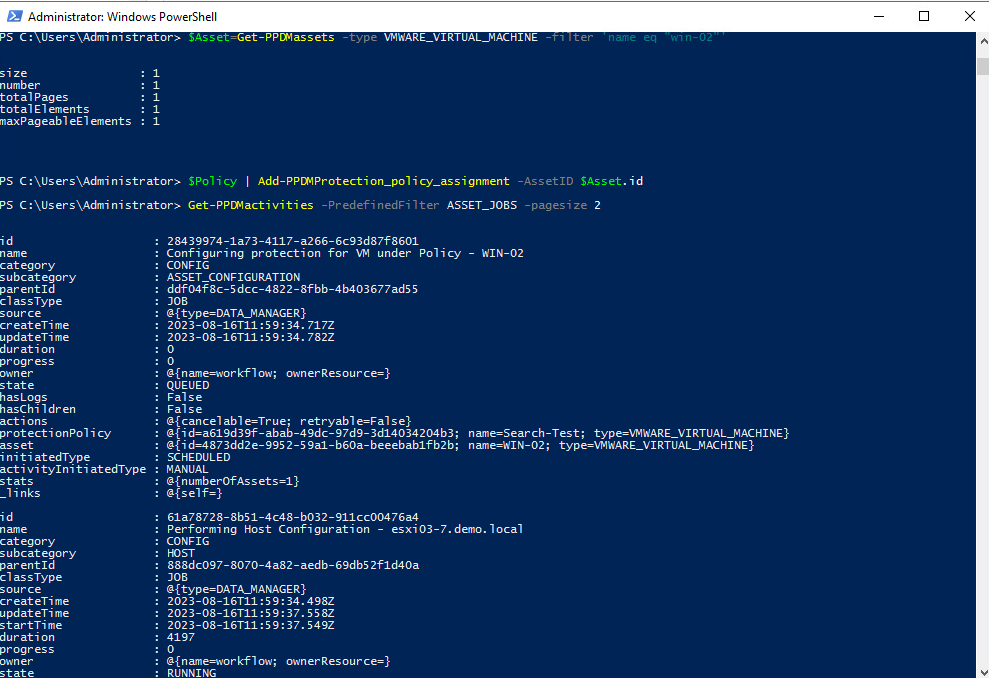 Administrator: Windows PowerShell
PS C:\Users\Administrator> $Asset=Get-PPDMassets -type VMWARE_VIRTUAL_MACHINE -filter 'name eq "win-02"'
size : 1
number : 1
totalPages : 1
totalElements : 1
maxPageableElements : 1
PS C:\Users\Administrator> $Policy | Add-PPDMProtection_policy_assignment -AssetID $Asset.id
PS C:\Users\Administrator> Get-PPDMactivities -PredefinedFilter ASSET_JOBS -pagesize 2
id : 28439974-1a73-4117-a266-6c93d87f8601
name : Configuring protection for VM under Policy - WIN-02
category : CONFIG
subcategory : ASSET_CONFIGURATION
parentId : ddf04f8c-5dcc-4822-8fbb-4b403677ad55
classType : JOB
source : @{type=DATA_MANAGER}
createTime : 2023-08-16T11:59:34.717Z
updateTime : 2023-08-16T11:59:34.782Z
duration : 0
progress : 0
owner : @{name=workflow; ownerResource=}
state : QUEUED
hasLogs : False
hasChildren : False
actions : @{cancelable=True; retryable=False}
protectionPolicy : @{id=a619d39f-abab-49dc-97d9-3d14034204b3; name=Search-Test; type=VMWARE_VIRTUAL_MACHINE}
asset : @{id=4873dd2e-9952-59a1-b60a-beeebab1fb2b; name=WIN-02; type=VMWARE_VIRTUAL_MACHINE}
initiatedType : SCHEDULED
activityInitiatedType : MANUAL
stats : @{numberOfAssets=1}
_links : @{self=}
id : 61a78728-8b51-4c48-b032-911cc00476a4
name : Performing Host Configuration - esxi03-7.demo.local
category : CONFIG
subcategory : HOST
parentId : 888dc097-8070-4a82-aedb-69db52f1d40a
classType : JOB
source : @{type=DATA_MANAGER}
createTime : 2023-08-16T11:59:34.498Z
updateTime : 2023-08-16T11:59:37.558Z
startTime : 2023-08-16T11:59:37.549Z
duration : 4197
progress : 0
owner : @{name=workflow; ownerResource=}
state : RUNNING